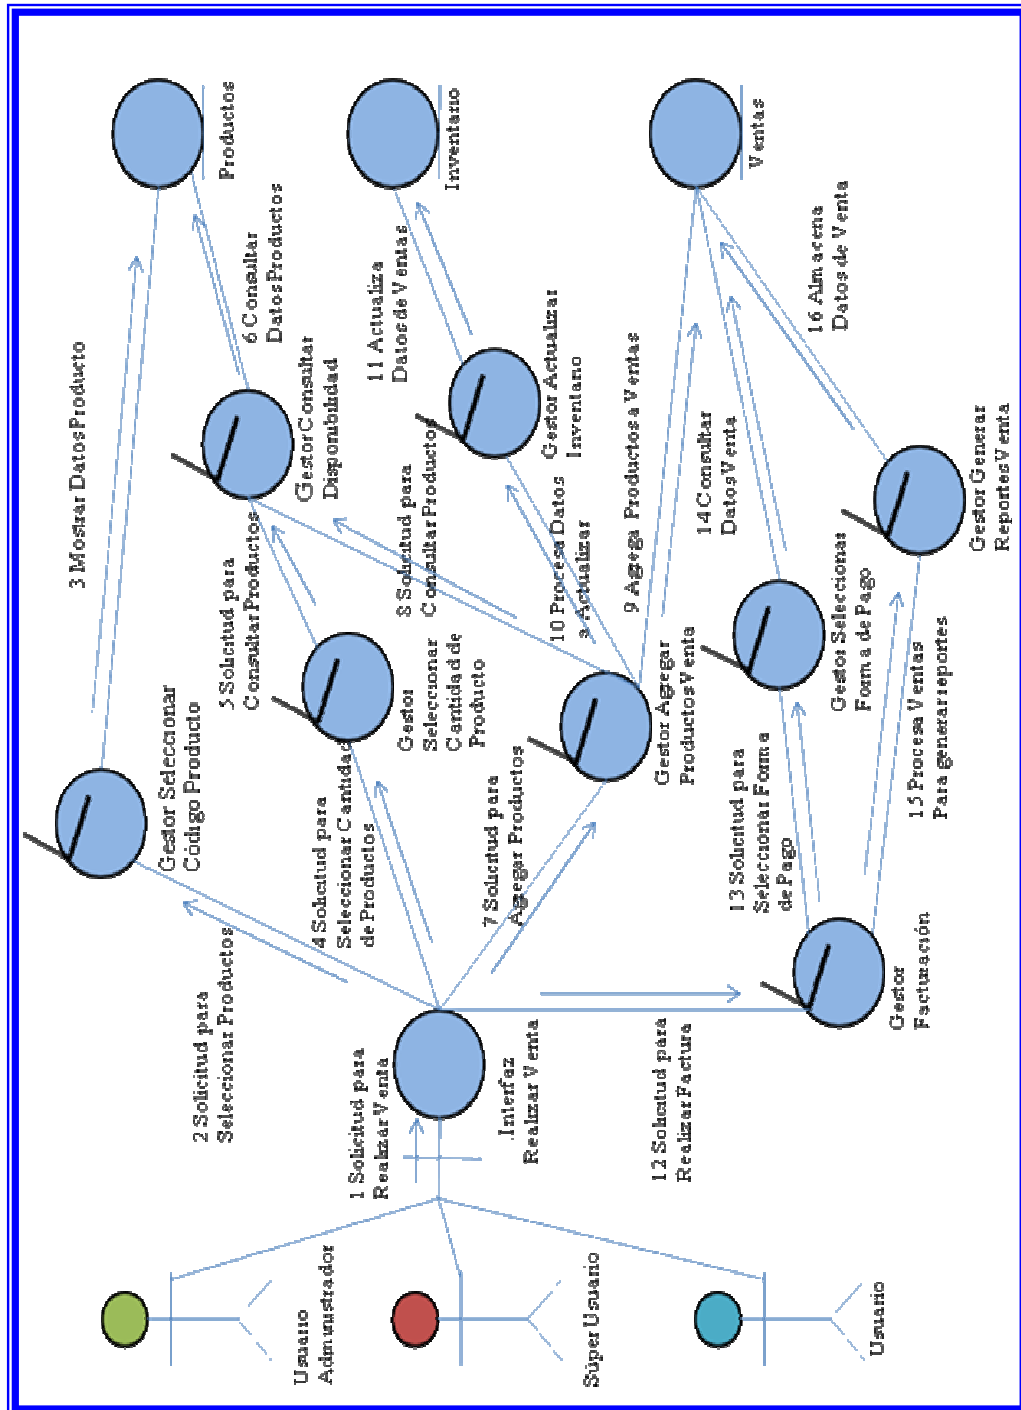 Usuario
Administrador
Súper Usuario
Usuario
1 Solicitud para
Realizar Venta
.Interfaz
Realizar Venta
2 Solicitud para
Seleccionar Productos
Gestor Seleccionar
Código Producto
3 Mostrar Datos Producto
4 Solicitud para
Seleccionar Cantidad
de Productos
Gestor
Seleccionar
Cantidad de
Producto
5 Solicitud para
Consultar Productos
Gestor Consultar
Disponibilidad
6 Consultar
Datos Productos
Productos
7 Solicitud para
Agregar Productos
Gestor Agregar
Productos Venta
8 Solicitud para
Consultar Productos
9 Agrega Productos a Ventas
10 Procesa Datos
a Actualizar
Gestor Actualizar
Inventario
11 Actualiza
Datos de Ventas
Inventario
12 Solicitud para
Realizar Factura
Gestor
Facturación
13 Solicitud para
Seleccionar Forma
de Pago
Gestor Seleccionar
Forma de Pago
14 Consultar
Datos Venta
15 Procesa Ventas
Para generar reportes
Gestor Generar
Reportes Venta
16 Almacena
Datos de Venta
Ventas